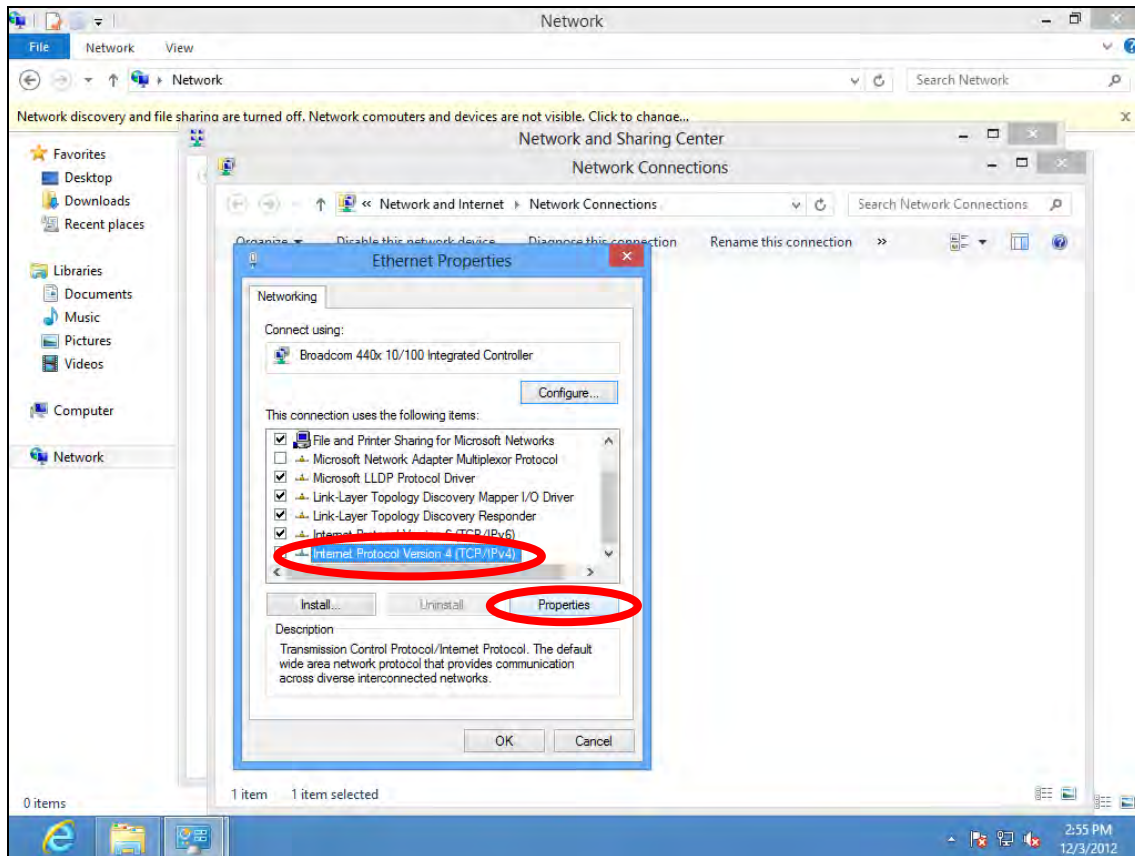 Network
File Network View
Network
Search Network
Network discovery and file sharing are turned off. Network computers and devices are not visible. Click to change...
x
Favorites
Desktop
Downloads
Recent places
Libraries
Documents
Music
Pictures
Videos
Computer
Network
0 items
Network and Sharing Center
Network Connections
« Network and Internet Network Connections
Search Network Connections
Organize Disable this network device Diagnose this connection Rename this connection »
Ethernet Properties
Networking
Connect using:
Broadcom 440x 10/100 Integrated Controller
Configure...
This connection uses the following items:
File and Printer Sharing for Microsoft Networks
Microsoft Network Adapter Multiplexor Protocol
Microsoft LLDP Protocol Driver
Link-Layer Topology Discovery Mapper I/O Driver
Link-Layer Topology Discovery Responder
Internet Protocol Version 6 (TCP/IPv6)
Internet Protocol Version 4 (TCP/IPv4)
Install... Uninstall Properties
Description
Transmission Control Protocol/Internet Protocol. The default
wide area network protocol that provides communication
across diverse interconnected networks.
OK Cancel
1 item 1 item selected
2:55 PM
12/3/2012